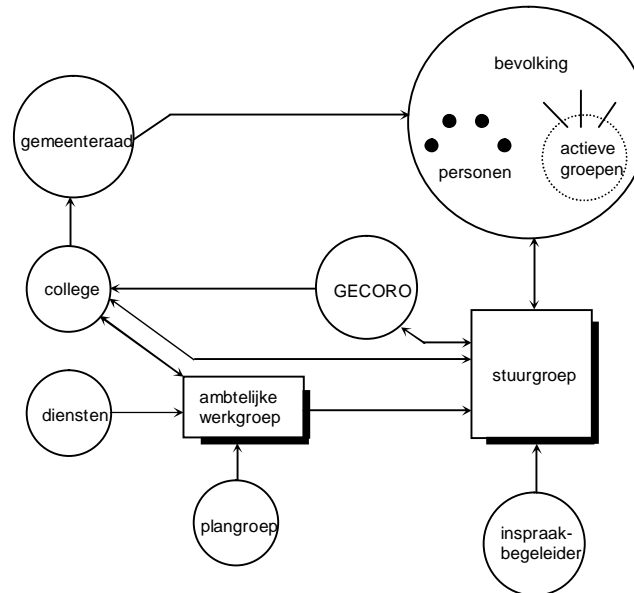 bevolking
gemeenteraad
actieve
groepen
personen
college
GECORO
stuurgroep
ambtelijke
werkgroep
diensten
plangroep
inspraak-
begeleider